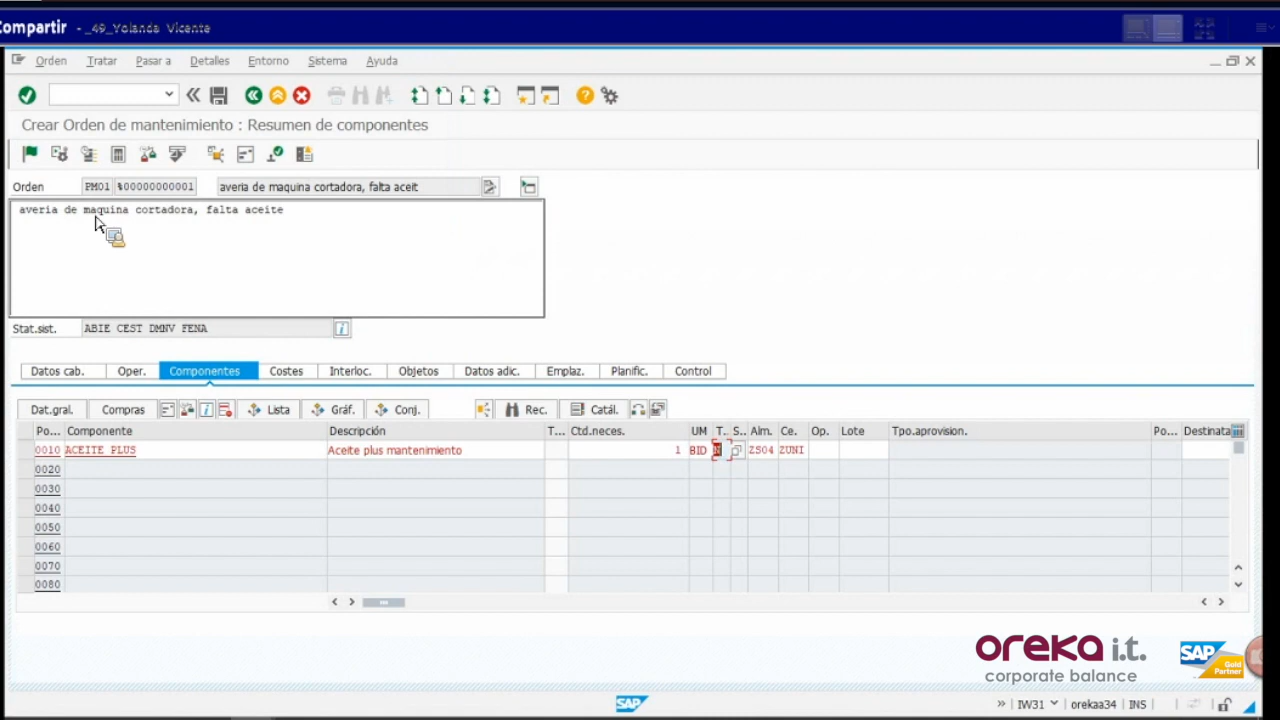 Compartir - _49_Yolanda Vicente
Orden Tratar Pasar a Detalles Entorno Sistema Ayuda
Crear Orden de mantenimiento : Resumen de componentes
Orden PM01 %00000000001 averia de maquina cortadora, falta aceit
averia de maquina cortadora, falta aceite
Stat.sist. ABIE CEST DMNV FENA
Datos cab. Oper. Componentes Costes Interloc. Objetos Datos adic. Emplaz. Planific. Control
Dat.gral. Compras Lista Gráf. Conj. Rec. Catál.
Po... Componente Descripción T... Ctd.neces. UM T.. S.. Alm. Ce. Op. Lote Tpo.aprovision. Po... Destinata
0010 ACEITE PLUS Aceite plus mantenimiento 1 BID ZS04 ZUNI
0020
0030
0040
0050
0060
0070
0080
oreka i.t.
corporate balance
SAP Gold Partner
SAP
IW31 orekaa34 INS